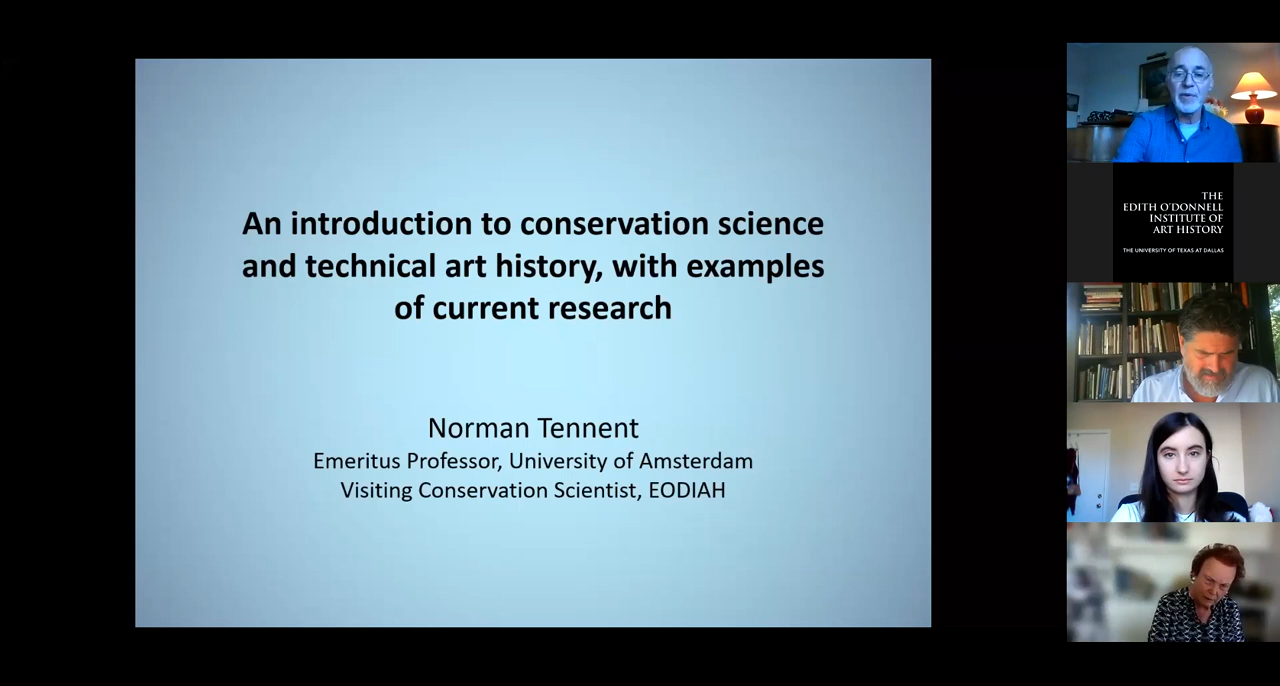 An introduction to conservation science
and technical art history, with examples
of current research
Norman Tennent
Emeritus Professor, University of Amsterdam
Visiting Conservation Scientist, EODIAH
THE
EDITH O'DONNELL
INSTITUTE OF
ART HISTORY
THE UNIVERSITY OF TEXAS AT DALLAS